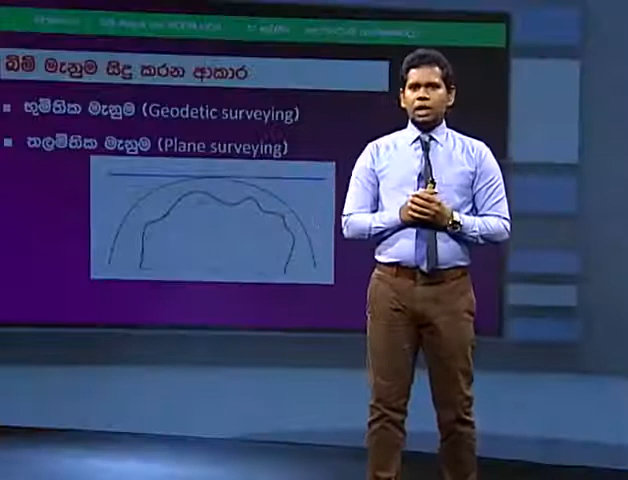 බිම් මැනුම සිදු කරන ආකාර
භූමිතික මැනුම (Geodetic surveying)
තලමිතික මැනුම (Plane surveying)